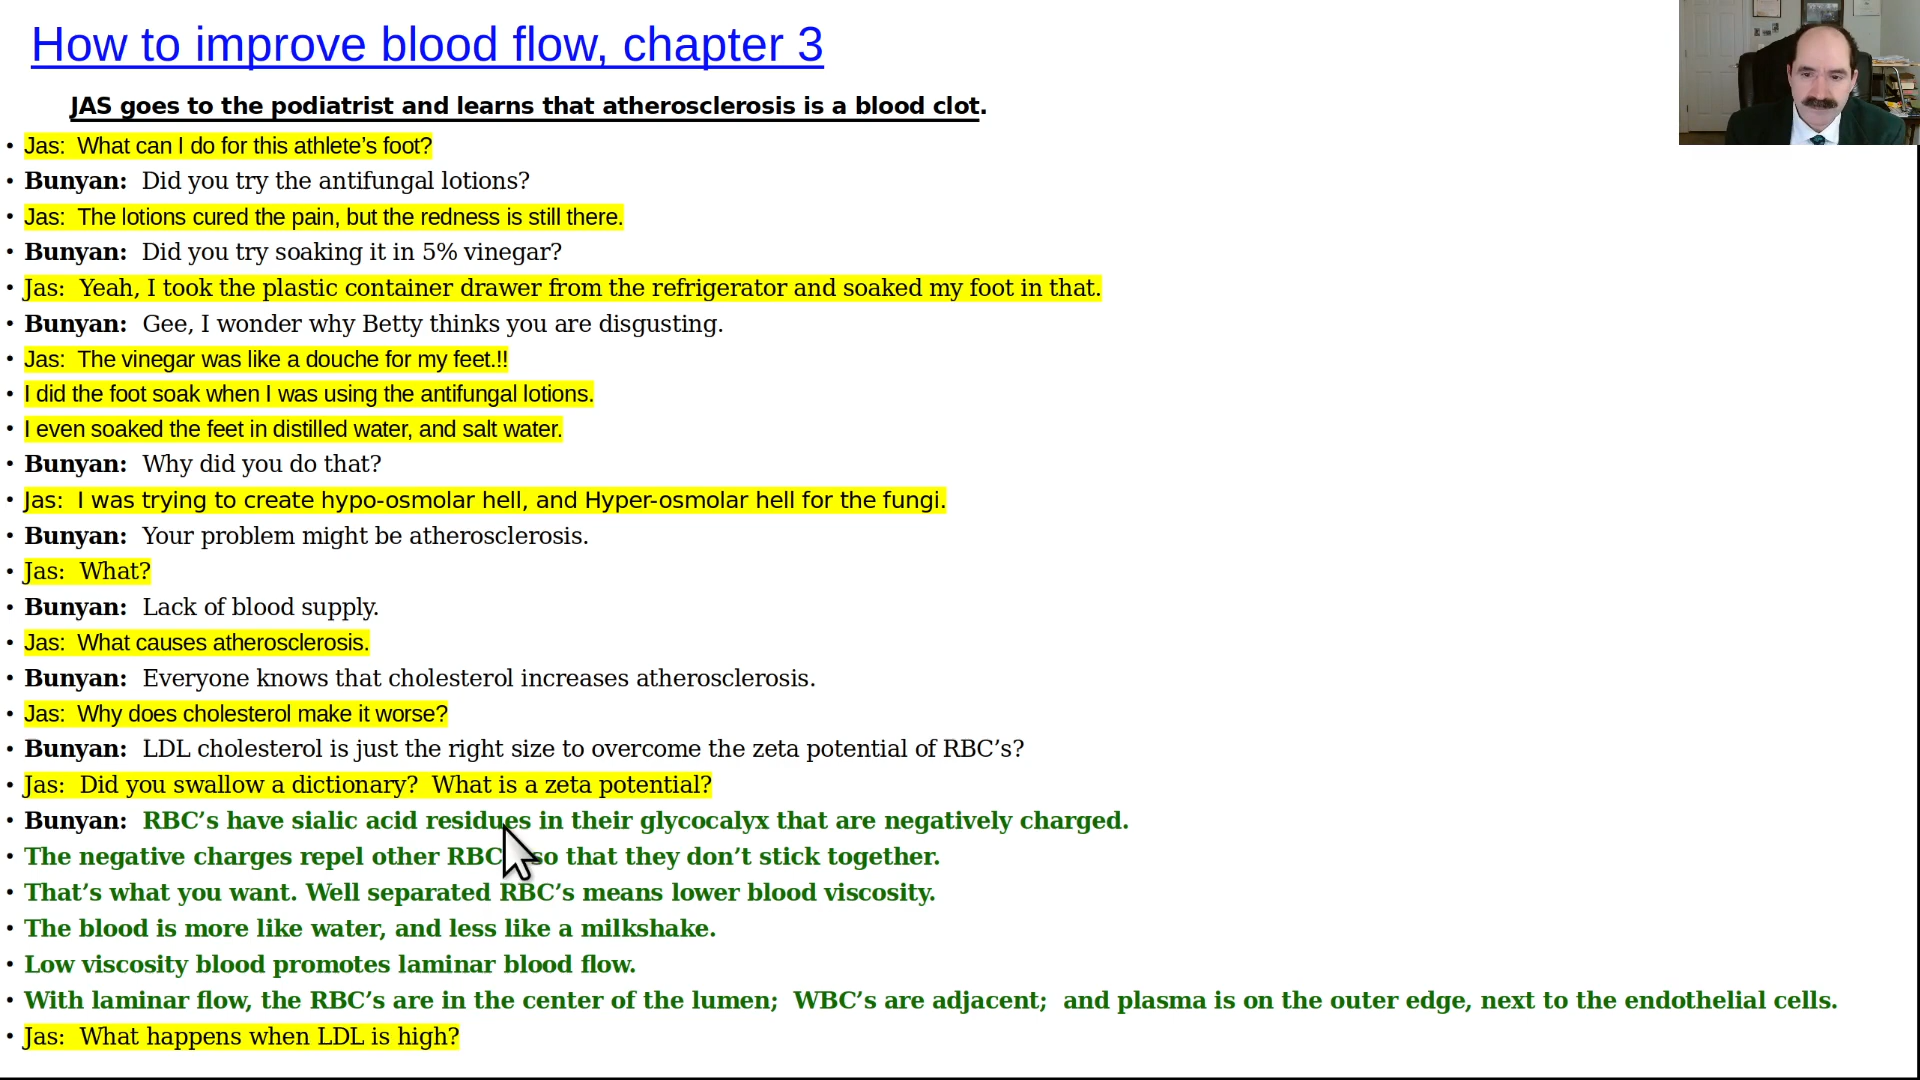 How to improve blood flow, chapter 3
JAS goes to the podiatrist and learns that atherosclerosis is a blood clot.
• Jas:  What can I do for this athlete's foot?
• Bunyan:  Did you try the antifungal lotions?
• Jas:  The lotions cured the pain, but the redness is still there.
• Bunyan:  Did you try soaking it in 5% vinegar?
• Jas:  Yeah, I took the plastic container drawer from the refrigerator and soaked my foot in that.
• Bunyan:  Gee, I wonder why Betty thinks you are disgusting.
• Jas:  The vinegar was like a douche for my feet.!!
• I did the foot soak when I was using the antifungal lotions.
• I even soaked the feet in distilled water, and salt water.
• Bunyan:  Why did you do that?
• Jas:  I was trying to create hypo-osmolar hell, and Hyper-osmolar hell for the fungi.
• Bunyan:  Your problem might be atherosclerosis.
• Jas:  What?
• Bunyan:  Lack of blood supply.
• Jas:  What causes atherosclerosis.
• Bunyan:  Everyone knows that cholesterol increases atherosclerosis.
• Jas:  Why does cholesterol make it worse?
• Bunyan:  LDL cholesterol is just the right size to overcome the zeta potential of RBC's?
• Jas:  Did you swallow a dictionary?  What is a zeta potential?
• Bunyan:  RBC's have sialic acid residues in their glycocalyx that are negatively charged.
• The negative charges repel other RBC so that they don't stick together.
• That's what you want. Well separated RBC's means lower blood viscosity.
• The blood is more like water, and less like a milkshake.
• Low viscosity blood promotes laminar blood flow.
• With laminar flow, the RBC's are in the center of the lumen;  WBC's are adjacent;  and plasma is on the outer edge, next to the endothelial cells.
• Jas:  What happens when LDL is high?